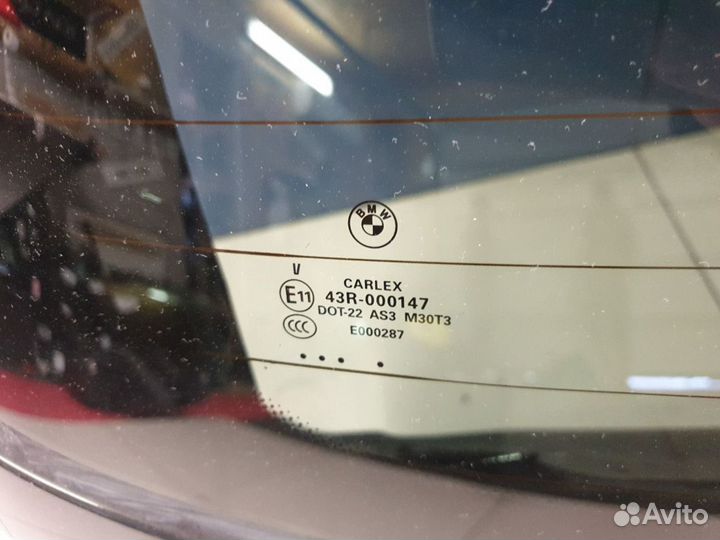 BMW
V
CARLEX
E11 43R-000147
DOT-22 AS3 M30T3
CCC E000287
Avito